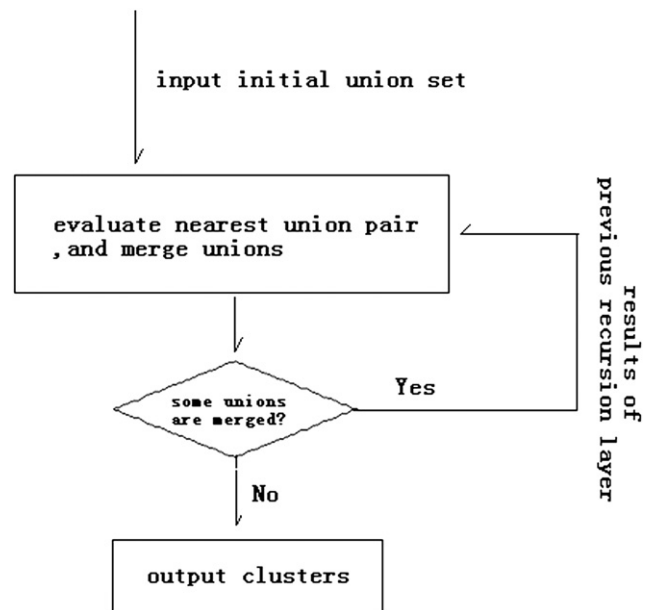 input initial union set
evaluate nearest union pair
,and merge unions
some unions
are merged?
Yes
results of
previous recursion layer
No
output clusters